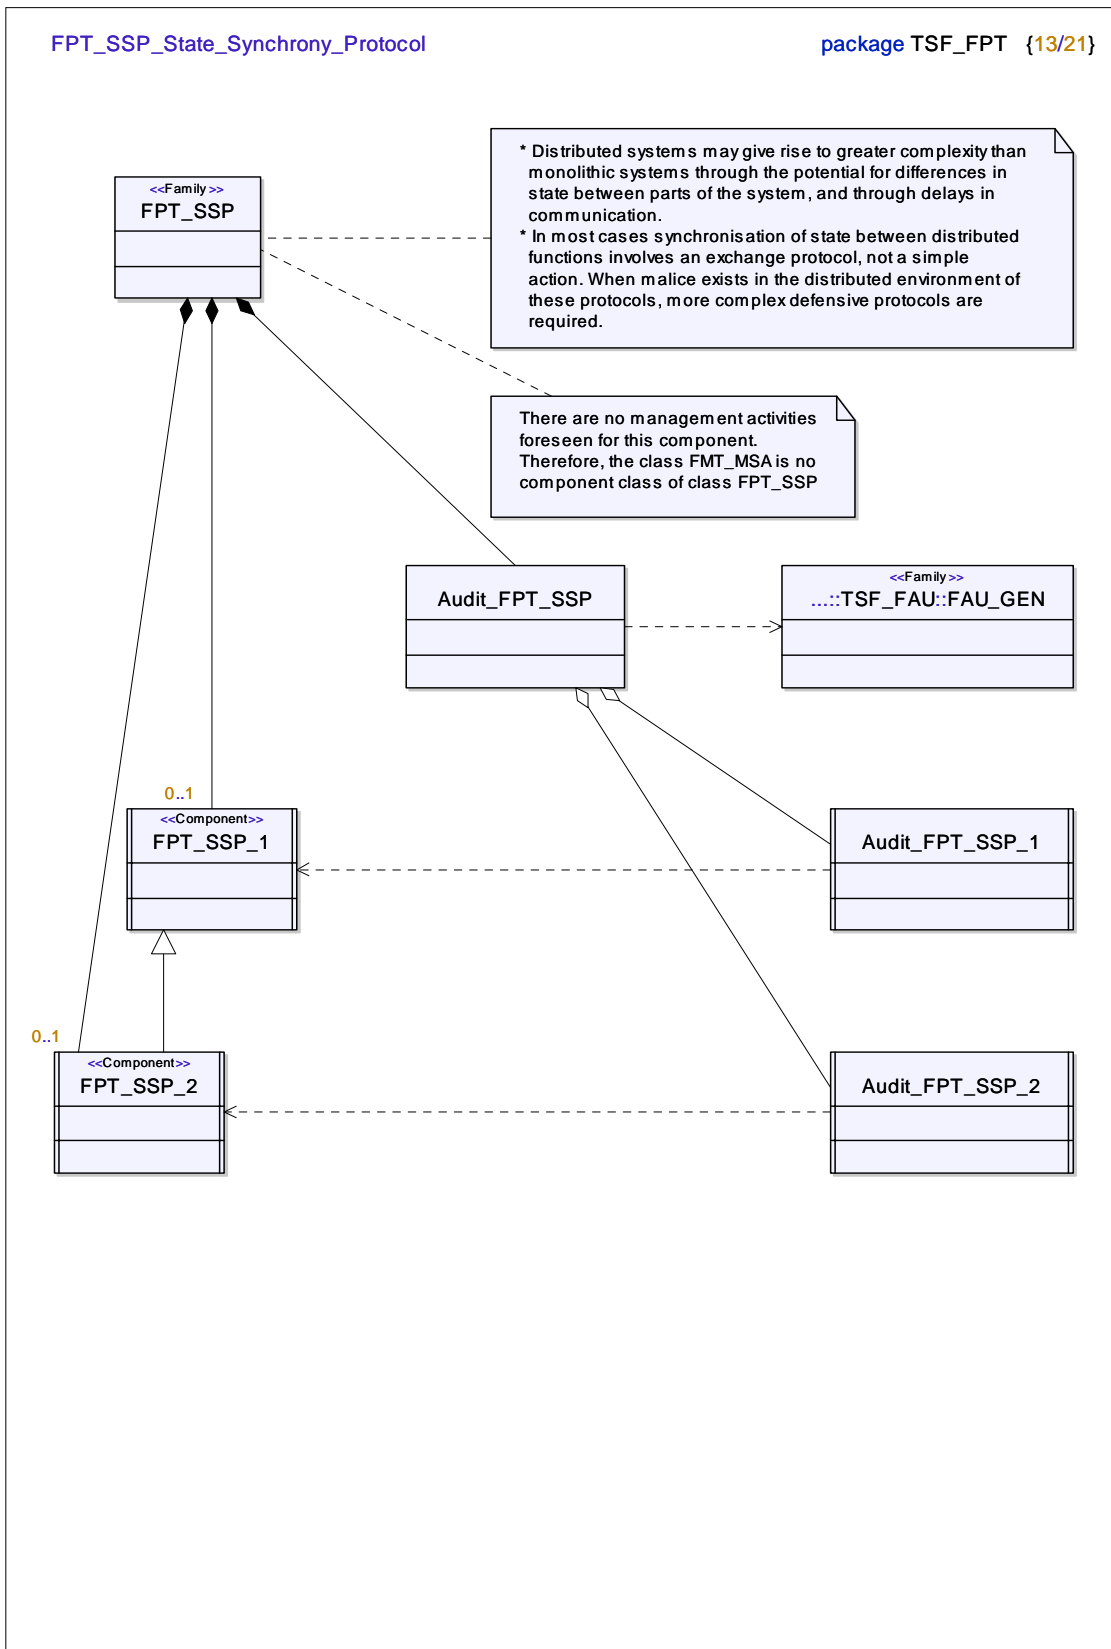 FPT_SSP_State_Synchrony_Protocol
package TSF_FPT {13/21}
* Distributed systems may give rise to greater complexity than
monolithic systems through the potential for differences in
state between parts of the system, and through delays in
communication.
* In most cases synchronisation of state between distributed
functions involves an exchange protocol, not a simple
action. When malice exists in the distributed environment of
these protocols, more complex defensive protocols are
required.
<<Family>>
FPT_SSP
There are no management activities
foreseen for this component.
Therefore, the class FMT_MSA is no
component class of class FPT_SSP
Audit_FPT_SSP
<<Family>>
...::TSF_FAU::FAU_GEN
0..1
<<Component>>
FPT_SSP_1
Audit_FPT_SSP_1
0..1
<<Component>>
FPT_SSP_2
Audit_FPT_SSP_2